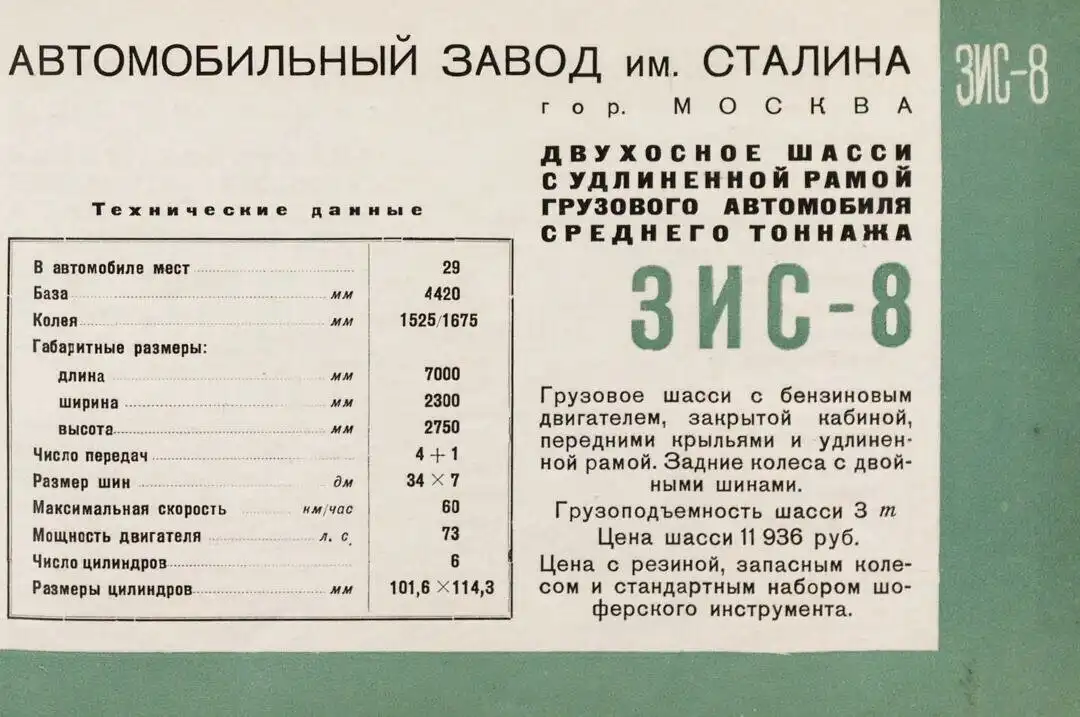 АВТОМОБИЛЬНЫЙ ЗАВОД им. СТАЛИНА
гор. МОСКВА
ЗИС-8
ДВУХОСНОЕ ШАССИ
С УДЛИНЕННОЙ РАМОЙ
ГРУЗОВОГО АВТОМОБИЛЯ
СРЕДНЕГО ТОННАЖА
ЗИС-8
Грузовое шасси с бензиновым
двигателем, закрытой кабиной,
передними крыльями и удлинен-
ной рамой. Задние колеса с двой-
ными шинами.
Грузоподъемность шасси 3 т
Цена шасси 11 936 руб.
Цена с резиной, запасным коле-
сом и стандартным набором шо-
ферского инструмента.
Технические данные
В автомобиле мест 29
База мм 4420
Колея мм 1525/1675
Габаритные размеры:
длина мм 7000
ширина мм 2300
высота мм 2750
Число передач 4 + 1
Размер шин дм 34 × 7
Максимальная скорость км/час 60
Мощность двигателя л. с. 73
Число цилиндров 6
Размеры цилиндров мм 101,6 × 114,3